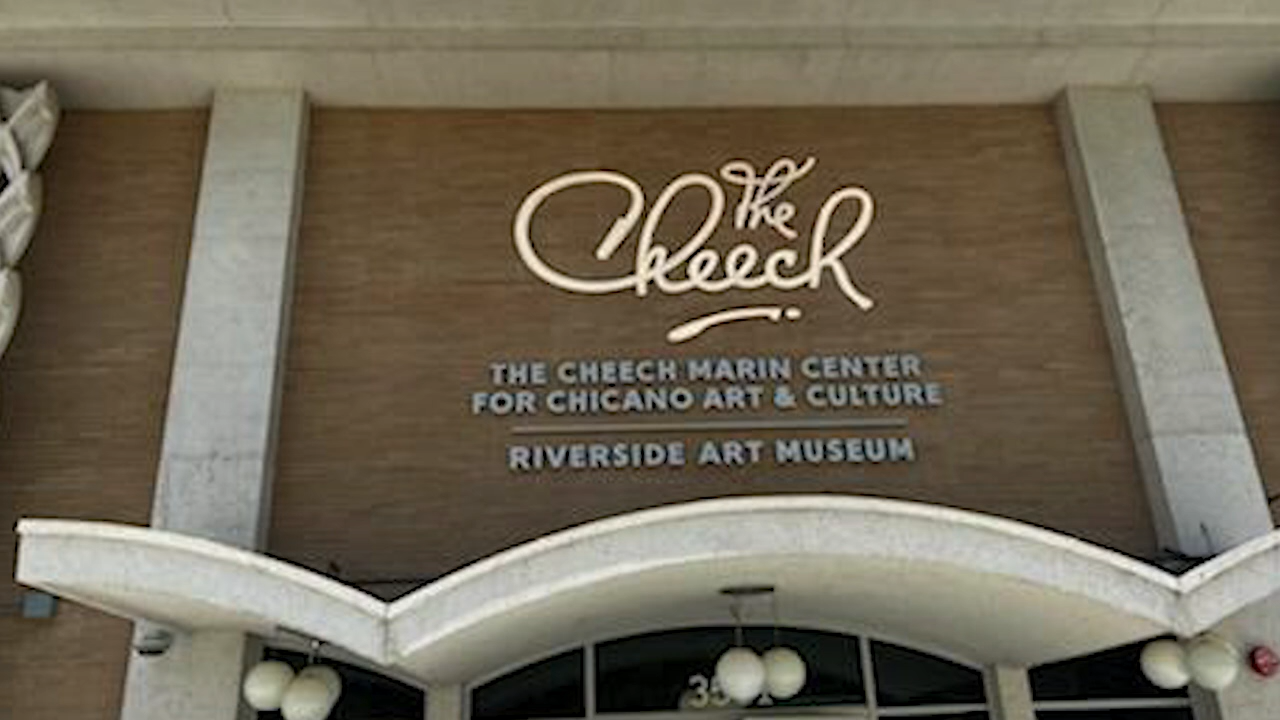 The
Cheech
THE CHEECH MARIN CENTER
FOR CHICANO ART & CULTURE
RIVERSIDE ART MUSEUM